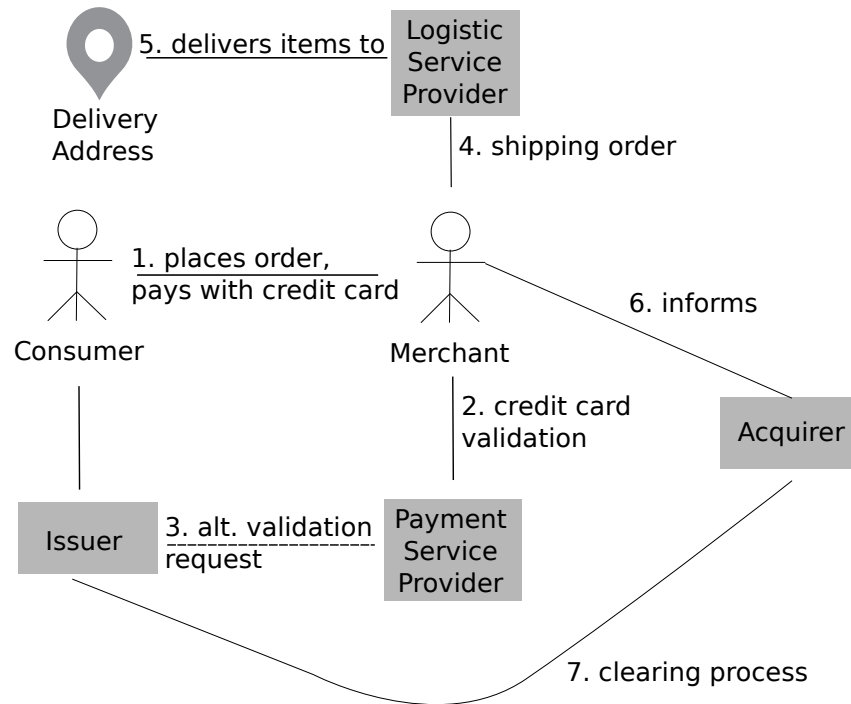 5. delivers items to
Logistic
Service
Provider
Delivery
Address
4. shipping order
1. places order,
pays with credit card
6. informs
Consumer
Merchant
2. credit card
validation
Acquirer
Issuer
3. alt. validation
request
Payment
Service
Provider
7. clearing process